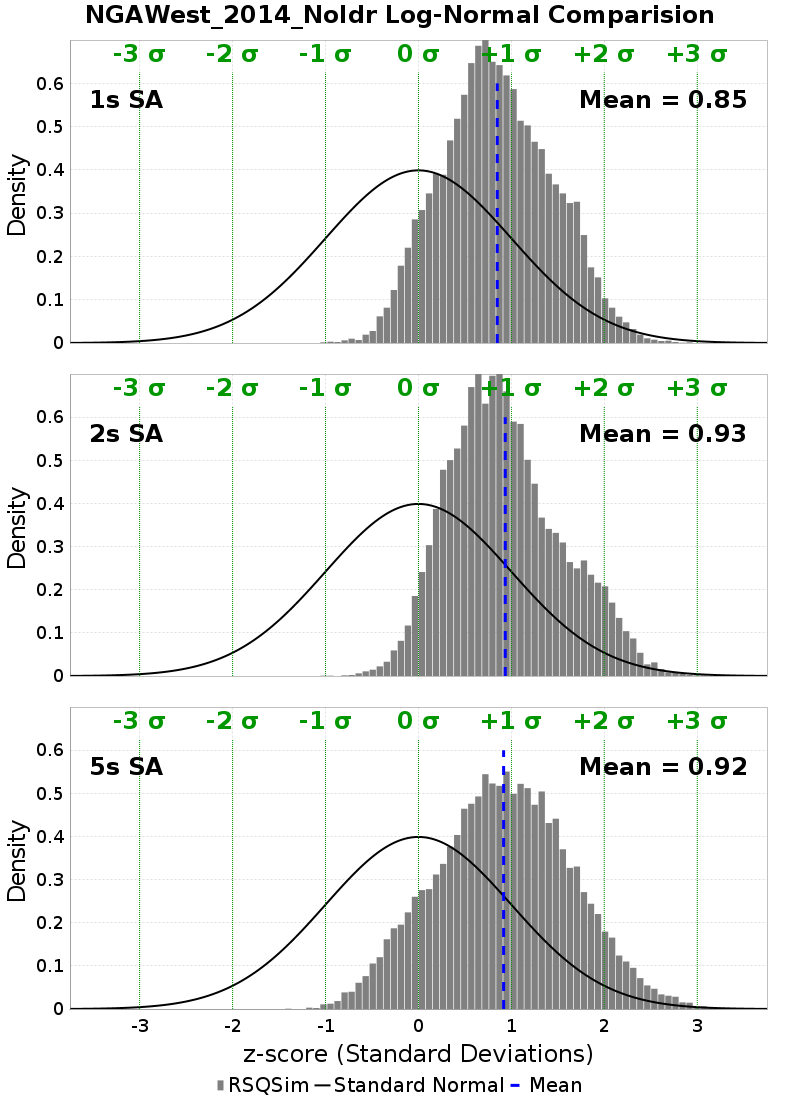 NGAWest_2014_NoIdr Log-Normal Comparision
-3 σ -2 σ -1 σ 0 σ +1 σ +2 σ +3 σ
1s SA Mean = 0.85
0.6
0.5
0.4
0.3
0.2
0.1
0
Density
-3 σ -2 σ -1 σ 0 σ +1 σ +2 σ +3 σ
2s SA Mean = 0.93
0.6
0.5
0.4
0.3
0.2
0.1
0
Density
-3 σ -2 σ -1 σ 0 σ +1 σ +2 σ +3 σ
5s SA Mean = 0.92
0.6
0.5
0.4
0.3
0.2
0.1
0
Density
-3 -2 -1 0 1 2 3
z-score (Standard Deviations)
RSQSim Standard Normal Mean